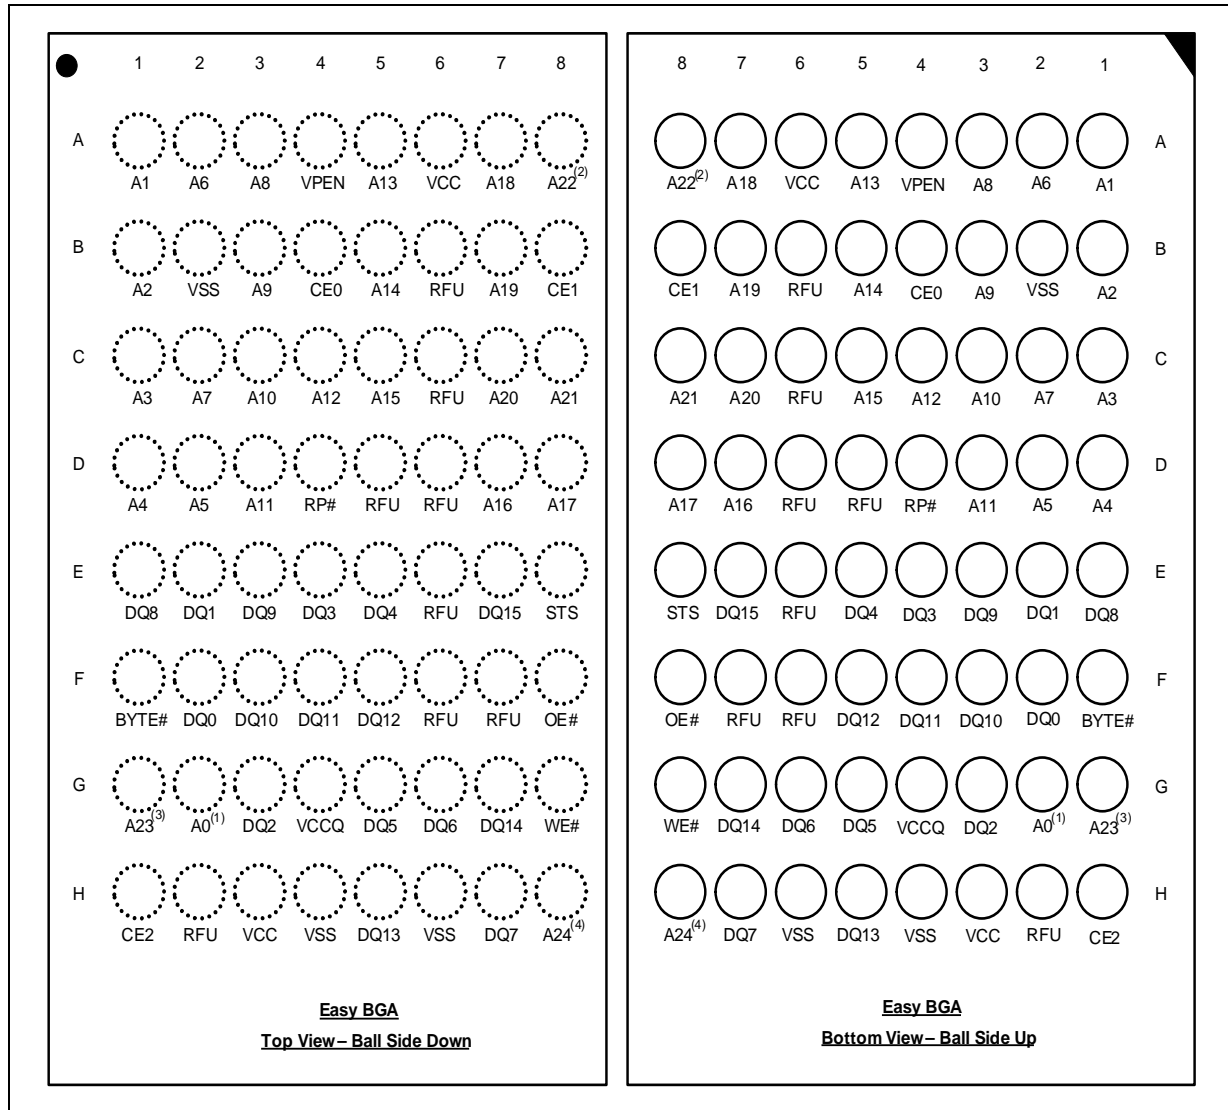 1 2 3 4 5 6 7 8
A
A1 A6 A8 VPEN A13 VCC A18 A22(2)
B
A2 VSS A9 CE0 A14 RFU A19 CE1
C
A3 A7 A10 A12 A15 RFU A20 A21
D
A4 A5 A11 RP# RFU RFU A16 A17
E
DQ8 DQ1 DQ9 DQ3 DQ4 RFU DQ15 STS
F
BYTE# DQ0 DQ10 DQ11 DQ12 RFU RFU OE#
G
A23(3) A0(1) DQ2 VCCQ DQ5 DQ6 DQ14 WE#
H
CE2 RFU VCC VSS DQ13 VSS DQ7 A24(4)
Easy BGA
Top View – Ball Side Down
8 7 6 5 4 3 2 1
A
A22(2) A18 VCC A13 VPEN A8 A6 A1
B
CE1 A19 RFU A14 CE0 A9 VSS A2
C
A21 A20 RFU A15 A12 A10 A7 A3
D
A17 A16 RFU RFU RP# A11 A5 A4
E
STS DQ15 RFU DQ4 DQ3 DQ9 DQ1 DQ8
F
OE# RFU RFU DQ12 DQ11 DQ10 DQ0 BYTE#
G
WE# DQ14 DQ6 DQ5 VCCQ DQ2 A0(1) A23(3)
H
A24(4) DQ7 VSS DQ13 VSS VCC RFU CE2
Easy BGA
Bottom View – Ball Side Up